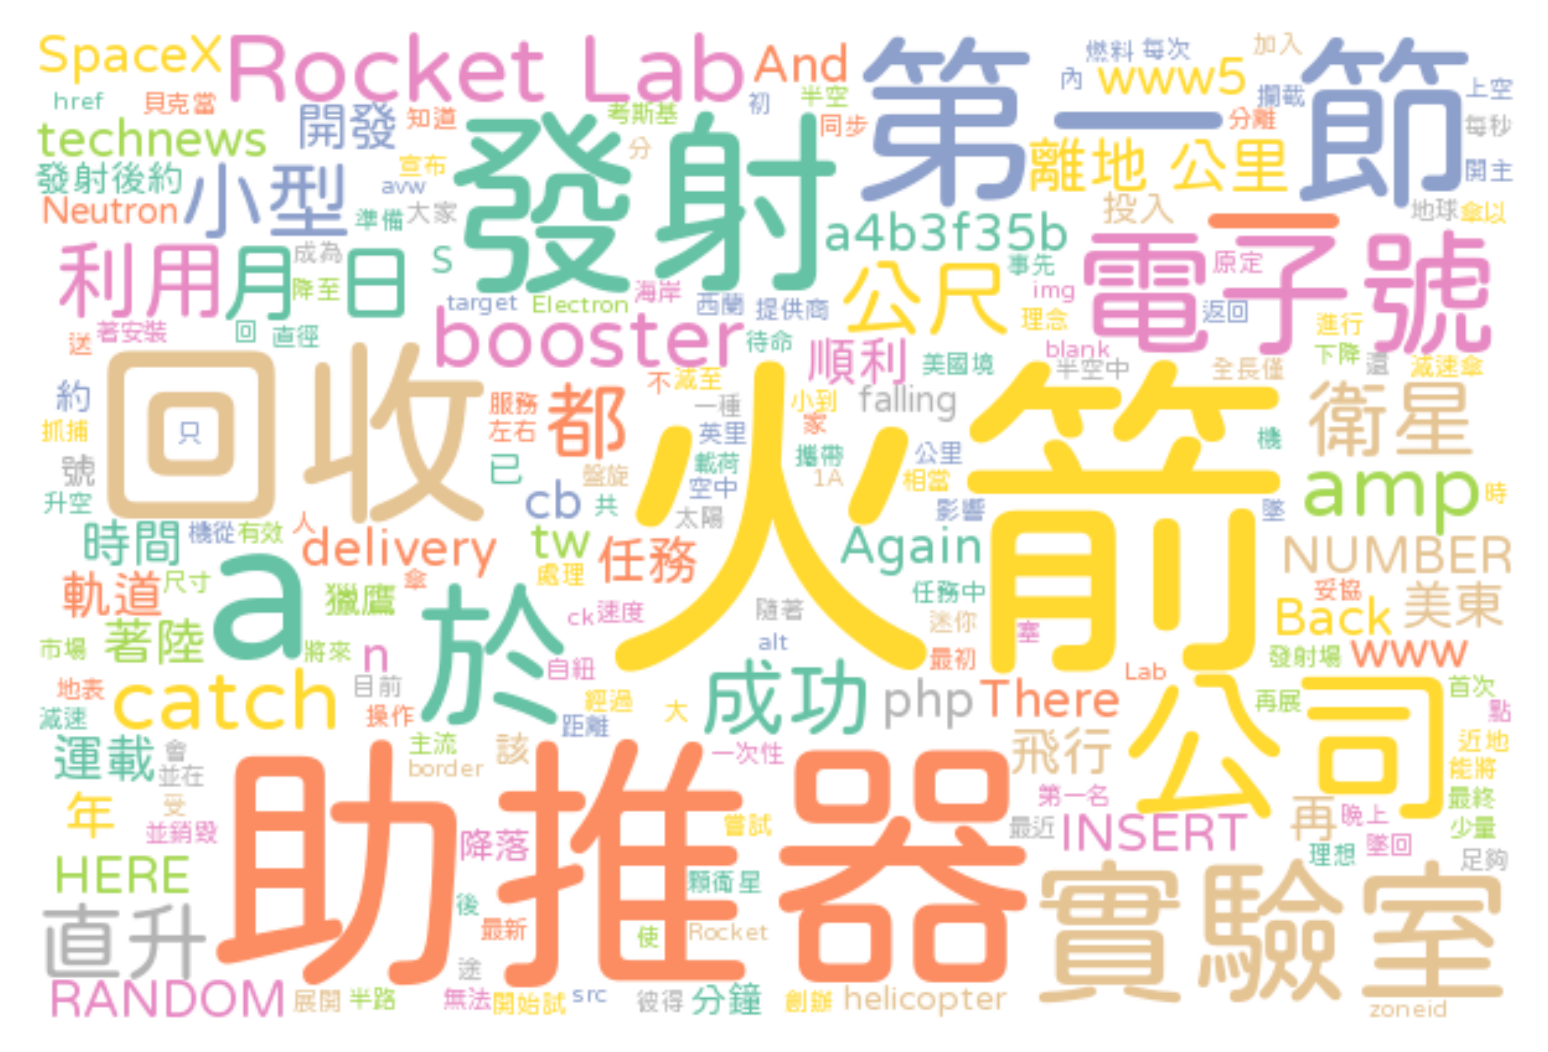 SpaceX
Rocket Lab
And
第一節
燃料
每次
加入
內
www5
攔截
上空
href
貝克當
開發
知道
考斯基
初
半空
同步
分離
每秒
technews
發射
分
離地
公里
開主
發射後約
宣布
小型
avw
大家
準備
Neutron
投入
地球
傘以
a4b3f35b
電子號
利用
月
日
成為
降至
S
事先
原定
target
Electron
海岸
西蘭
提供商
公尺
img
理念
返回
booster
送
著安裝
回
直徑
待命
順利
美國境
blank
半空中
進行
下降
還
全長僅
減速傘
回收
只
約
抓捕
服務
左右
都
不
減至
一種
小到
家
falling
火箭
衛星
英里
號
升空
已
盤旋
載荷
空中
攜帶
1A
公里
相當
機
cb
共
太陽
影響
墜
amp
時
時間
機從
有效
人
delivery
tw
任務
處理
Again
NUMBER
軌道
尺寸
傘
獵鷹
a
於
ck
速度
隨著
任務中
迷你
塞
妥協
Back
美東
市場
著陸
將來
n
自紐
alt
最初
發射場
www
地表
減速
catch
目前
操作
經過
距離
大
成功
php
There
Lab
公司
再展
首次
點
運載
會
並在
主流
border
該
一次性
飛行
近地
能將
年
受
並銷毀
助推器
降落
嘗試
第一名
最近
INSERT
再
晚上
最終
少量
理想
墜回
足夠
HERE
直升
後
最新
顆衛星
使
Rocket
實驗室
途
RANDOM
展開
半路
無法
開始試
src
彼得
分鐘
創辦
helicopter
zoneid